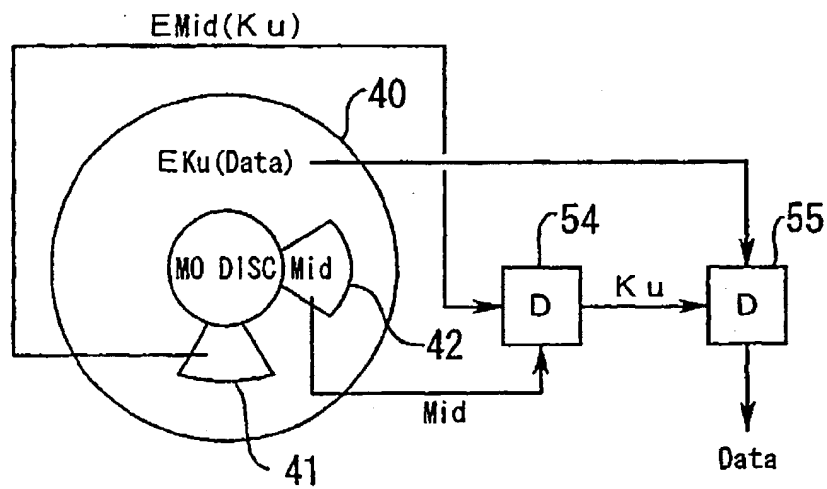 EMid(Ku)
40
EKu(Data)
54
55
MO DISC
Mid
D
Ku
D
42
Mid
41
Data